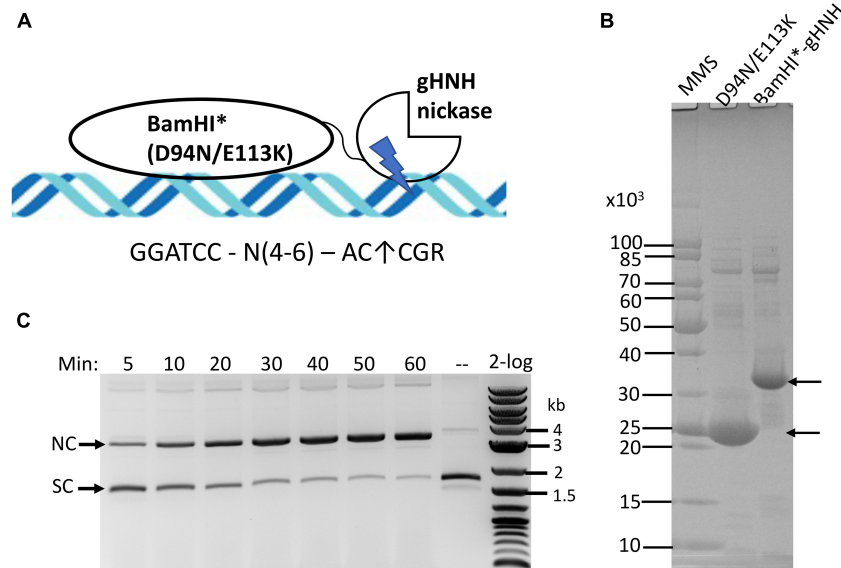 A
gHNH
nickase
BamHI*
(D94N/E113K)
GGATCC - N(4-6) – AC↑CGR
B
MMS
D94N/E113K
BamHI*-gHNH
x10³
100
85
70
60
50
40
30
25
20
15
10
C
Min: 5 10 20 30 40 50 60 -- 2-log
kb
NC
4
3
SC
2
1.5